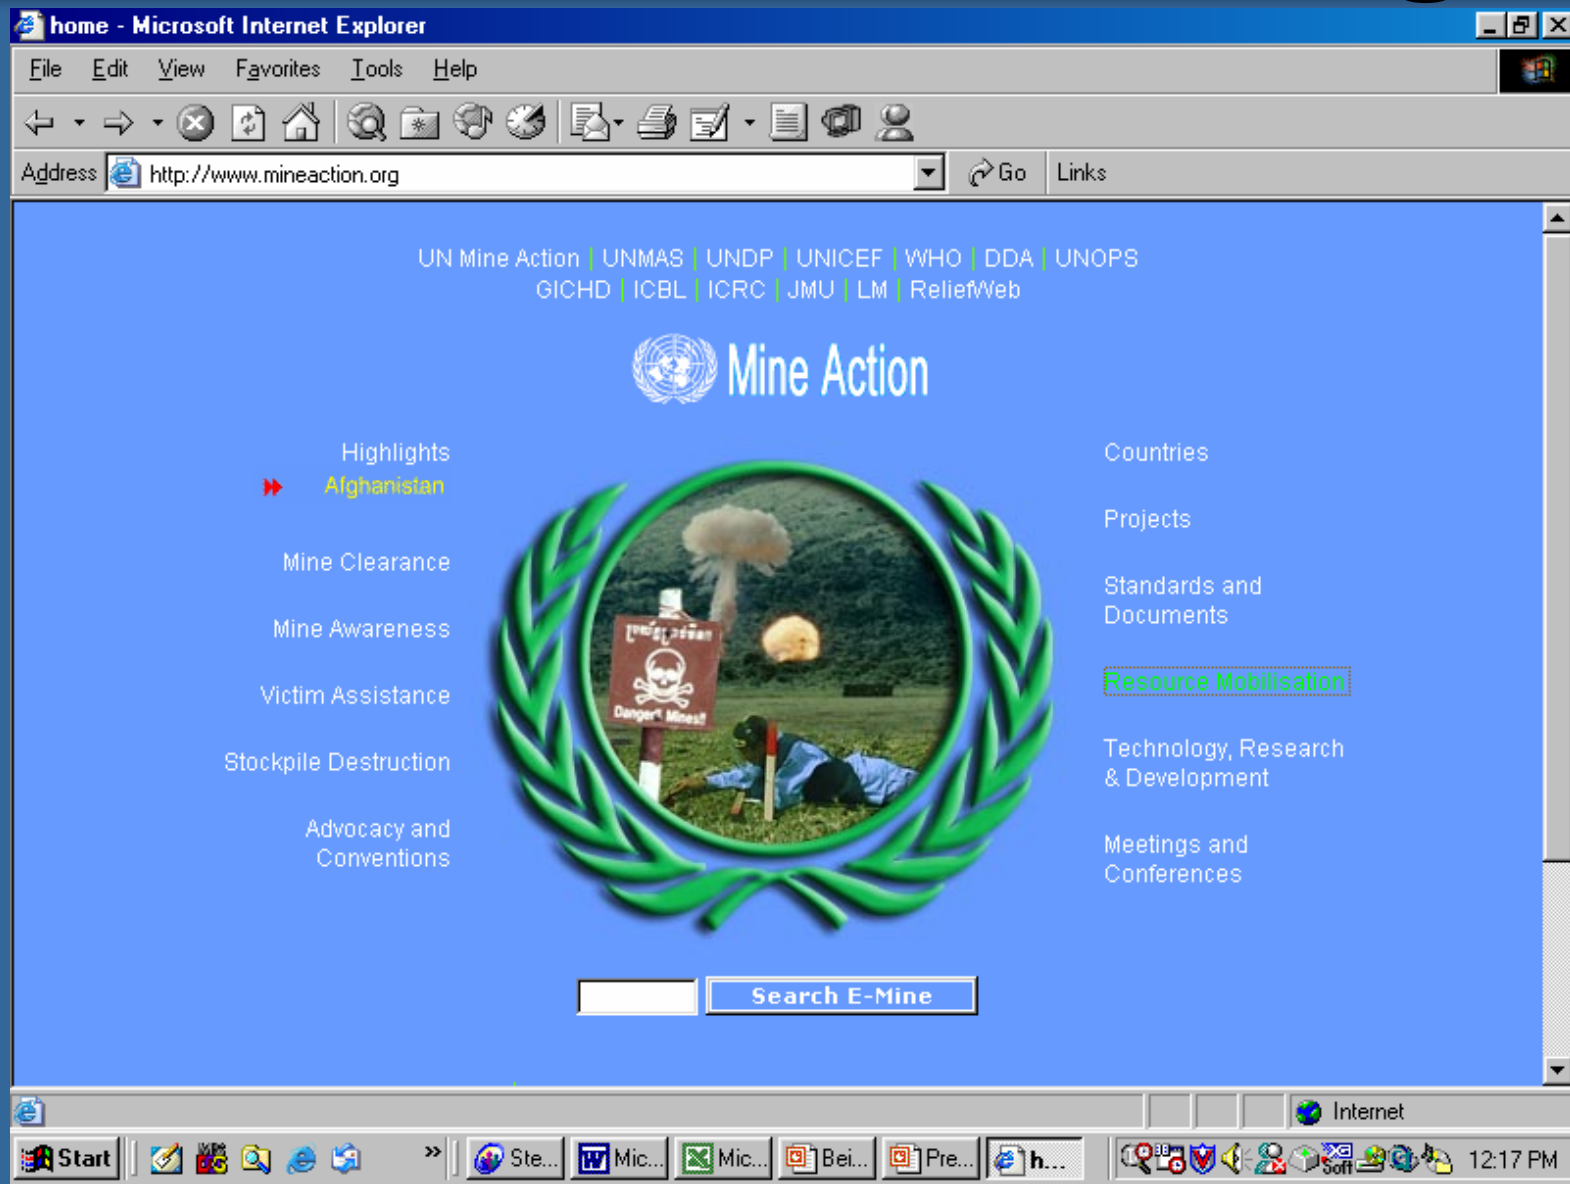 home - Microsoft Internet Explorer
File Edit View Favorites Tools Help
Address http://www.mineaction.org Go Links
UN Mine Action | UNMAS | UNDP | UNICEF | WHO | DDA | UNOPS
GICHD | ICBL | ICRC | JMU | LM | ReliefWeb
Mine Action
Highlights
Afghanistan
Mine Clearance
Mine Awareness
Victim Assistance
Stockpile Destruction
Advocacy and
Conventions
Danger!! Mines!!
Countries
Projects
Standards and
Documents
Resource Mobilisation
Technology, Research
& Development
Meetings and
Conferences
Search E-Mine
Internet
Start » Ste... Mic... Mic... Bei... Pre... h... 12:17 PM